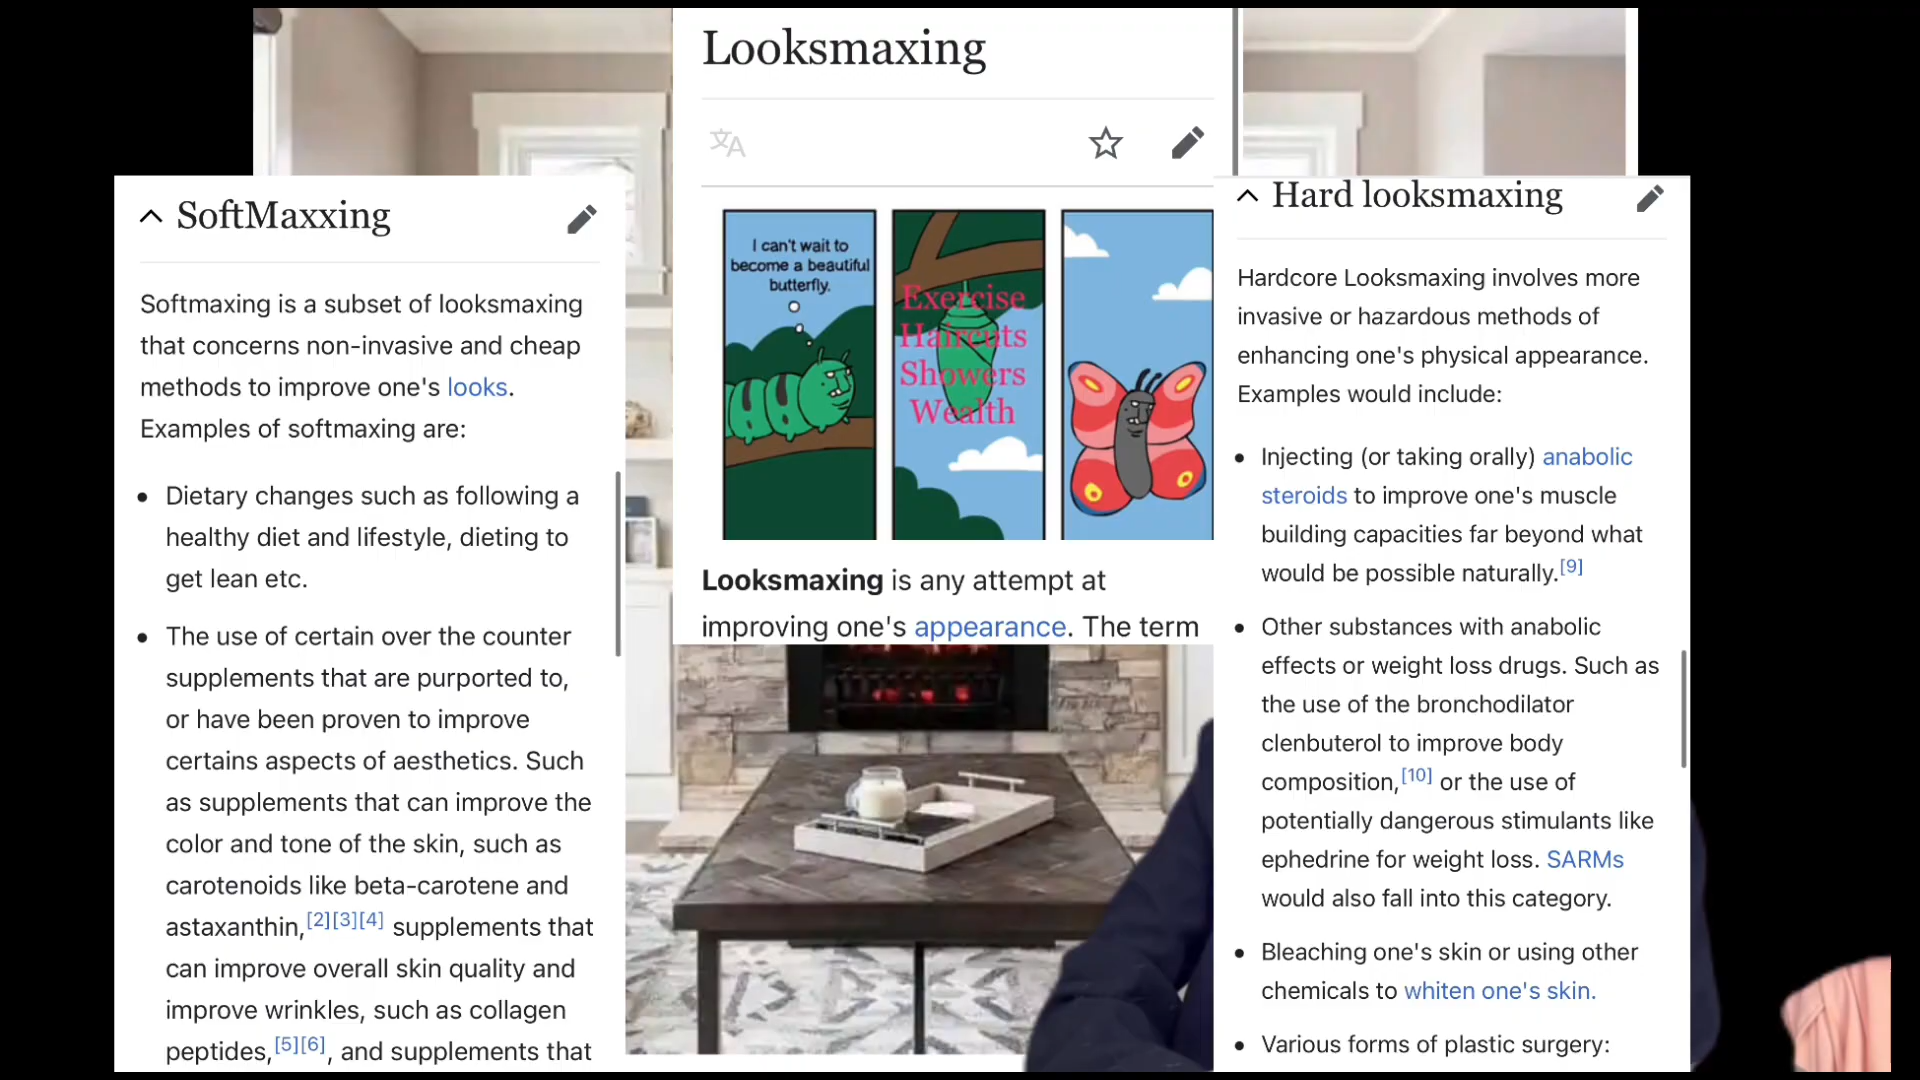 Looksmaxing
I can't wait to
become a beautiful
butterfly.
Exercise
Haircuts
Showers
Wealth
Looksmaxing is any attempt at
improving one's appearance. The term
SoftMaxxing
Softmaxing is a subset of looksmaxing
that concerns non-invasive and cheap
methods to improve one's looks.
Examples of softmaxing are:
• Dietary changes such as following a
healthy diet and lifestyle, dieting to
get lean etc.
• The use of certain over the counter
supplements that are purported to,
or have been proven to improve
certains aspects of aesthetics. Such
as supplements that can improve the
color and tone of the skin, such as
carotenoids like beta-carotene and
astaxanthin,[2][3][4] supplements that
can improve overall skin quality and
improve wrinkles, such as collagen
peptides,[5][6], and supplements that
Hard looksmaxing
Hardcore Looksmaxing involves more
invasive or hazardous methods of
enhancing one's physical appearance.
Examples would include:
• Injecting (or taking orally) anabolic
steroids to improve one's muscle
building capacities far beyond what
would be possible naturally.[9]
• Other substances with anabolic
effects or weight loss drugs. Such as
the use of the bronchodilator
clenbuterol to improve body
composition,[10] or the use of
potentially dangerous stimulants like
ephedrine for weight loss. SARMs
would also fall into this category.
• Bleaching one's skin or using other
chemicals to whiten one's skin.
• Various forms of plastic surgery: